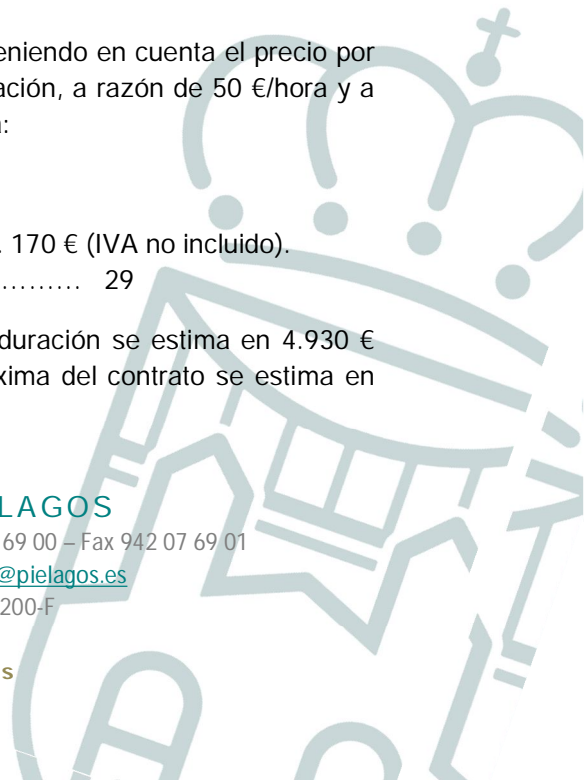 eniendo en cuenta el precio por
ación, a razón de 50 €/hora y a
:
. 170 € (IVA no incluido).
......... 29
duración se estima en 4.930 €
xima del contrato se estima en
LAGOS
69 00 – Fax 942 07 69 01
@pielagos.es
200-F
s